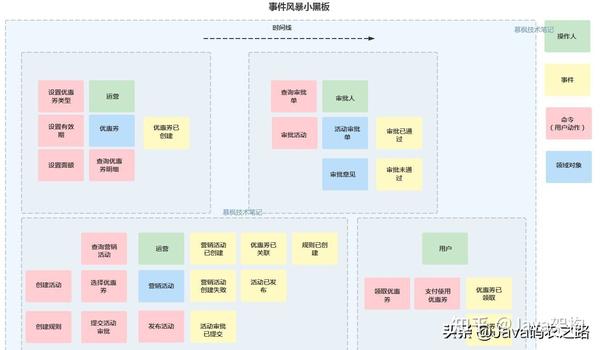 事件风暴小黑板
时间线
慕枫技术笔记
操作人
事件
命令
（用户动作）
领域对象
设置优惠
券类型
运营
设置有效
期
优惠券
优惠券已
创建
设置面额
查询优惠
券明细
查询审批
单
审批人
审批活动
活动审批
单
审批已通
过
审批意见
审批未通
过
慕枫技术笔记
查询营销
活动
运营
营销活动
已创建
优惠券已
关联
规则已创
建
创建活动
选择优惠
券
营销活动
营销活动
创建失败
活动已发
布
创建规则
提交活动
审批
发布活动
活动审批
已提交
用户
领取优惠
券
支付使用
优惠券
优惠券已
领取
知乎 @Java架构
头条 @Java码农之路